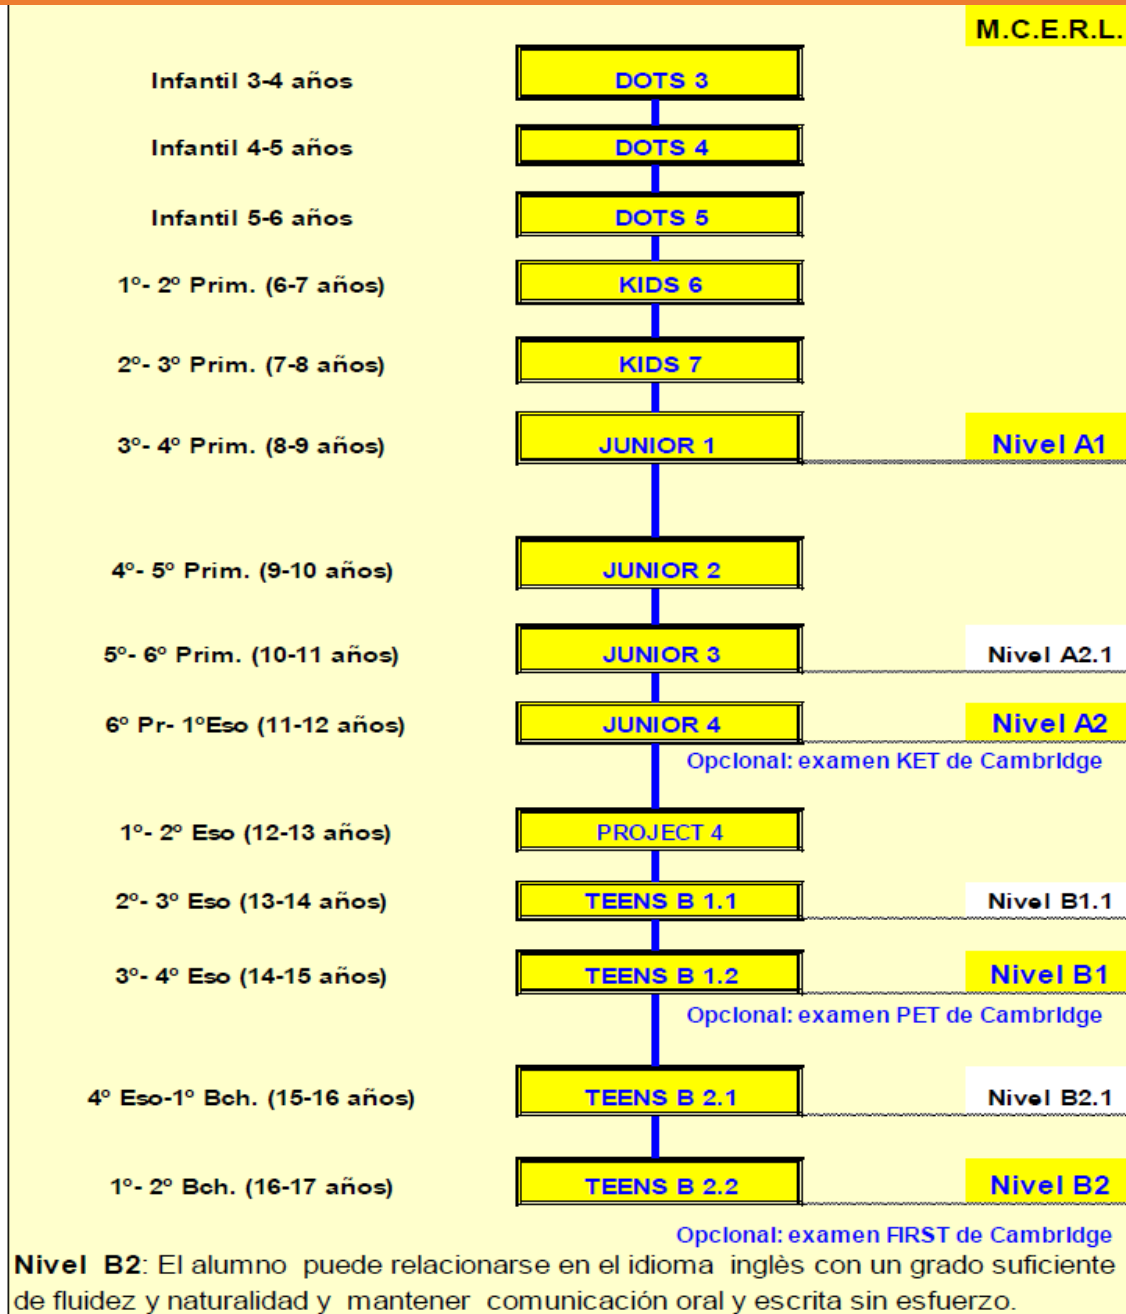 M.C.E.R.L.
Infantil 3-4 años DOTS 3
Infantil 4-5 años DOTS 4
Infantil 5-6 años DOTS 5
1º- 2º Prim. (6-7 años) KIDS 6
2º- 3º Prim. (7-8 años) KIDS 7
3º- 4º Prim. (8-9 años) JUNIOR 1 Nivel A1
4º- 5º Prim. (9-10 años) JUNIOR 2
5º- 6º Prim. (10-11 años) JUNIOR 3 Nivel A2.1
6º Pr- 1ºEso (11-12 años) JUNIOR 4 Nivel A2
Opcional: examen KET de Cambridge
1º- 2º Eso (12-13 años) PROJECT 4
2º- 3º Eso (13-14 años) TEENS B 1.1 Nivel B1.1
3º- 4º Eso (14-15 años) TEENS B 1.2 Nivel B1
Opcional: examen PET de Cambridge
4º Eso-1º Bch. (15-16 años) TEENS B 2.1 Nivel B2.1
1º- 2º Bch. (16-17 años) TEENS B 2.2 Nivel B2
Opcional: examen FIRST de Cambridge
Nivel B2: El alumno puede relacionarse en el idioma inglès con un grado suficiente
de fluidez y naturalidad y mantener comunicación oral y escrita sin esfuerzo.